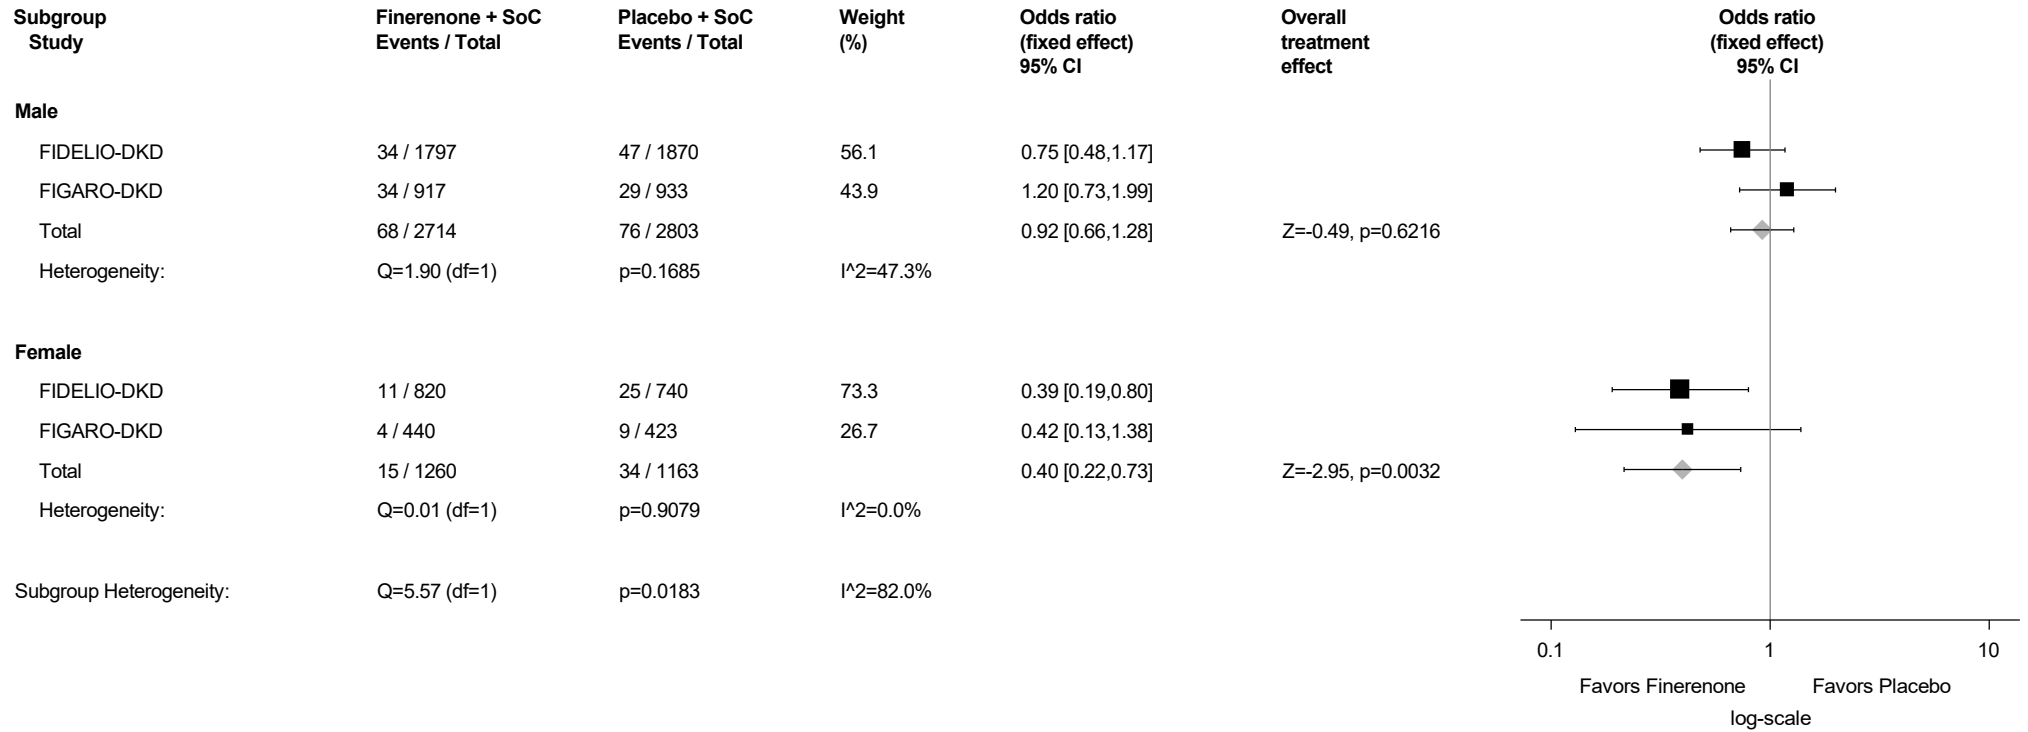 Subgroup Finerenone + SoC Placebo + SoC Weight Odds ratio Overall Odds ratio
Study Events / Total Events / Total (%) (fixed effect) treatment (fixed effect)
95% CI effect 95% CI
Male
FIDELIO-DKD 34 / 1797 47 / 1870 56.1 0.75 [0.48,1.17]
FIGARO-DKD 34 / 917 29 / 933 43.9 1.20 [0.73,1.99]
Total 68 / 2714 76 / 2803 0.92 [0.66,1.28] Z=-0.49, p=0.6216
Heterogeneity: Q=1.90 (df=1) p=0.1685 I^2=47.3%
Female
FIDELIO-DKD 11 / 820 25 / 740 73.3 0.39 [0.19,0.80]
FIGARO-DKD 4 / 440 9 / 423 26.7 0.42 [0.13,1.38]
Total 15 / 1260 34 / 1163 0.40 [0.22,0.73] Z=-2.95, p=0.0032
Heterogeneity: Q=0.01 (df=1) p=0.9079 I^2=0.0%
Subgroup Heterogeneity: Q=5.57 (df=1) p=0.0183 I^2=82.0%
0.1 1 10
Favors Finerenone Favors Placebo
log-scale